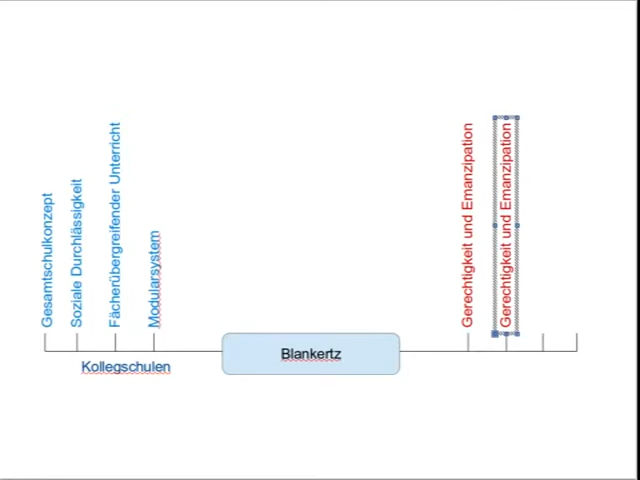 Gesamtschulkonzept
Soziale Durchlässigkeit
Fächerübergreifender Unterricht
Modularsystem
Gerechtigkeit und Emanzipation
Gerechtigkeit und Emanzipation
Blankertz
Kollegschulen